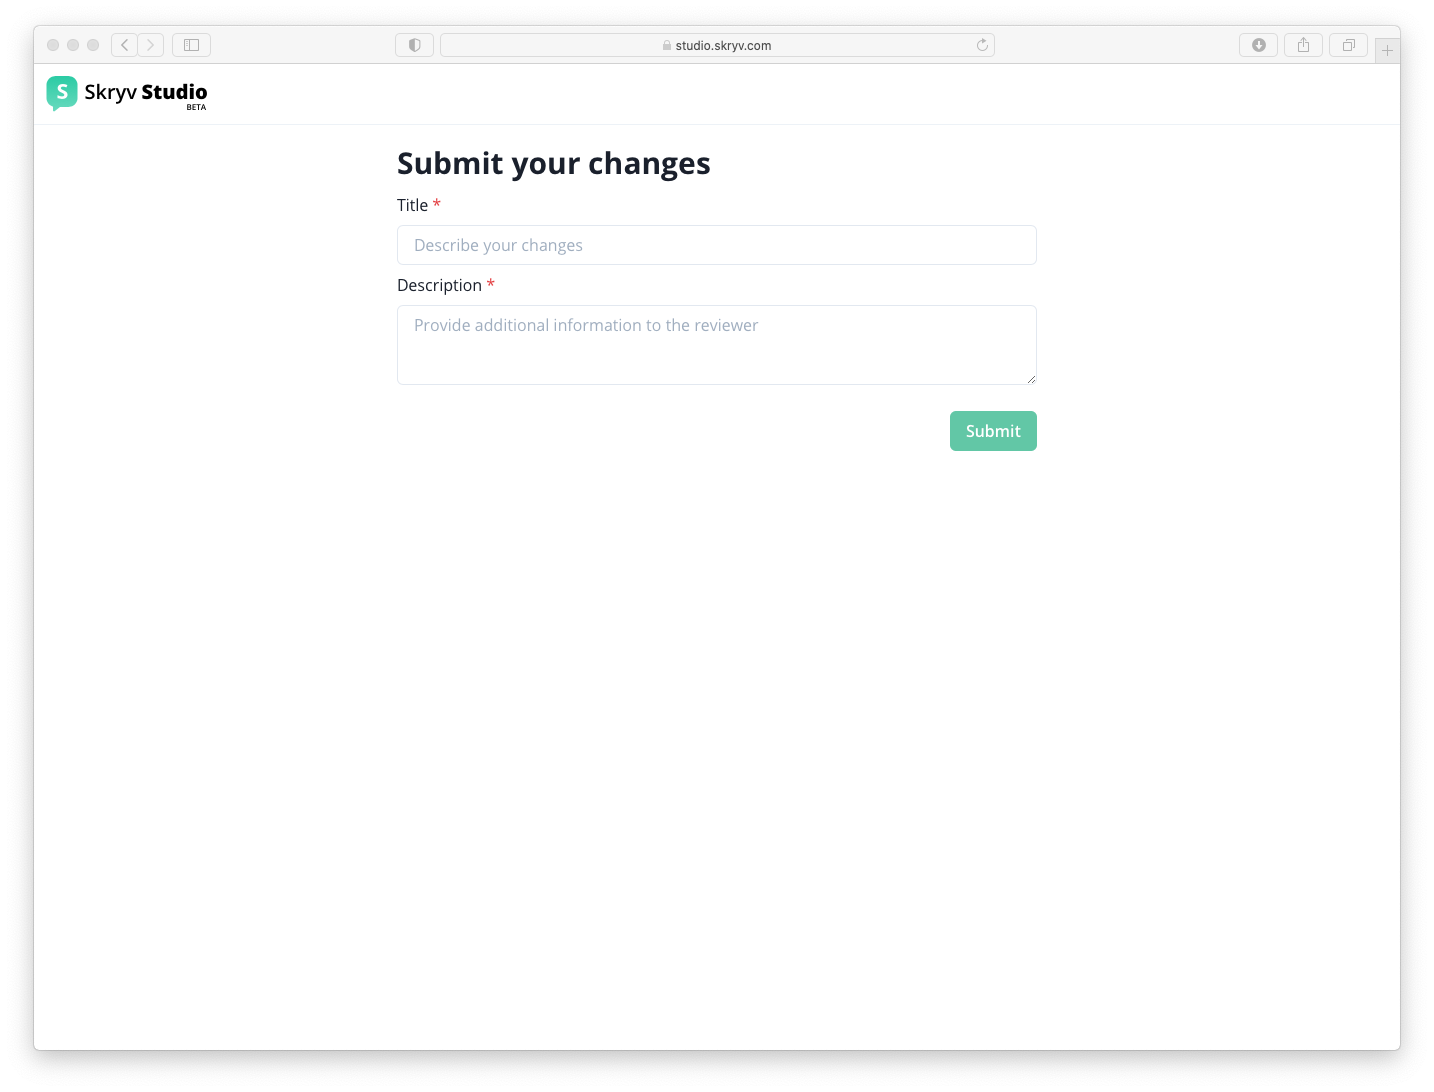 studio.skryv.com
S Skryv Studio
BETA
Submit your changes
Title *
Describe your changes
Description *
Provide additional information to the reviewer
Submit